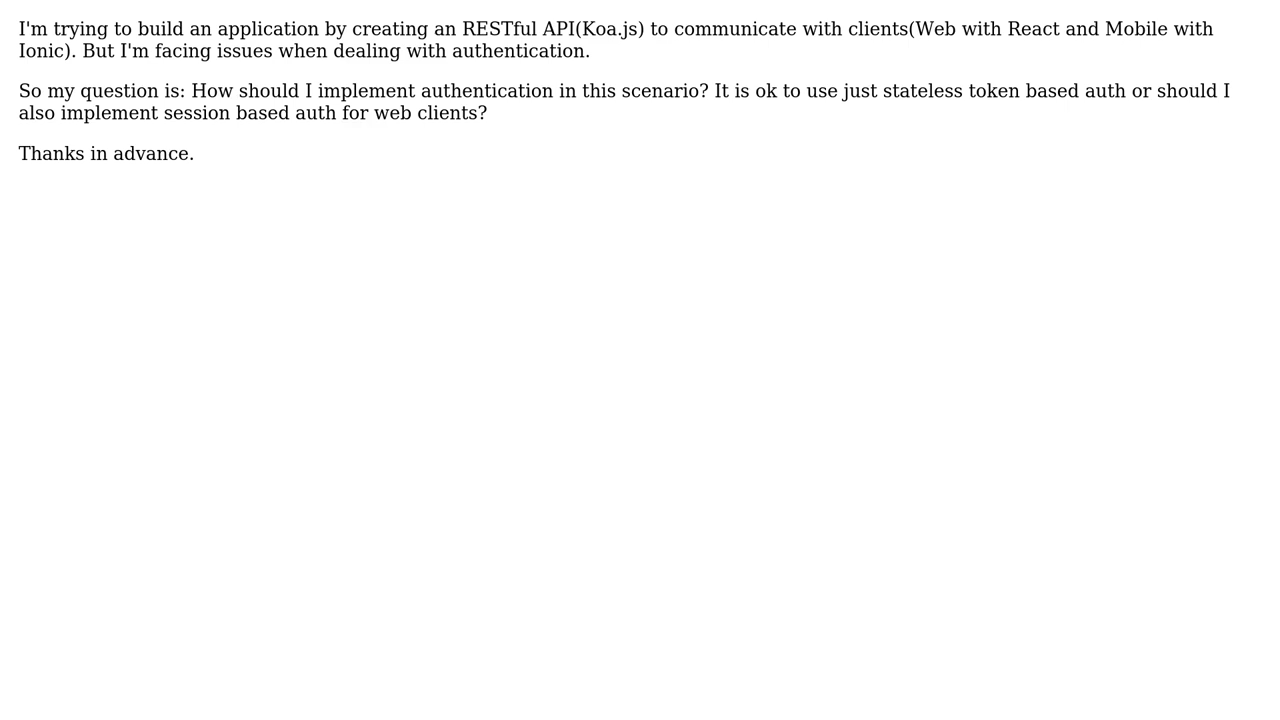 I'm trying to build an application by creating an RESTful API(Koa.js) to communicate with clients(Web with React and Mobile with
Ionic). But I'm facing issues when dealing with authentication.
So my question is: How should I implement authentication in this scenario? It is ok to use just stateless token based auth or should I
also implement session based auth for web clients?
Thanks in advance.